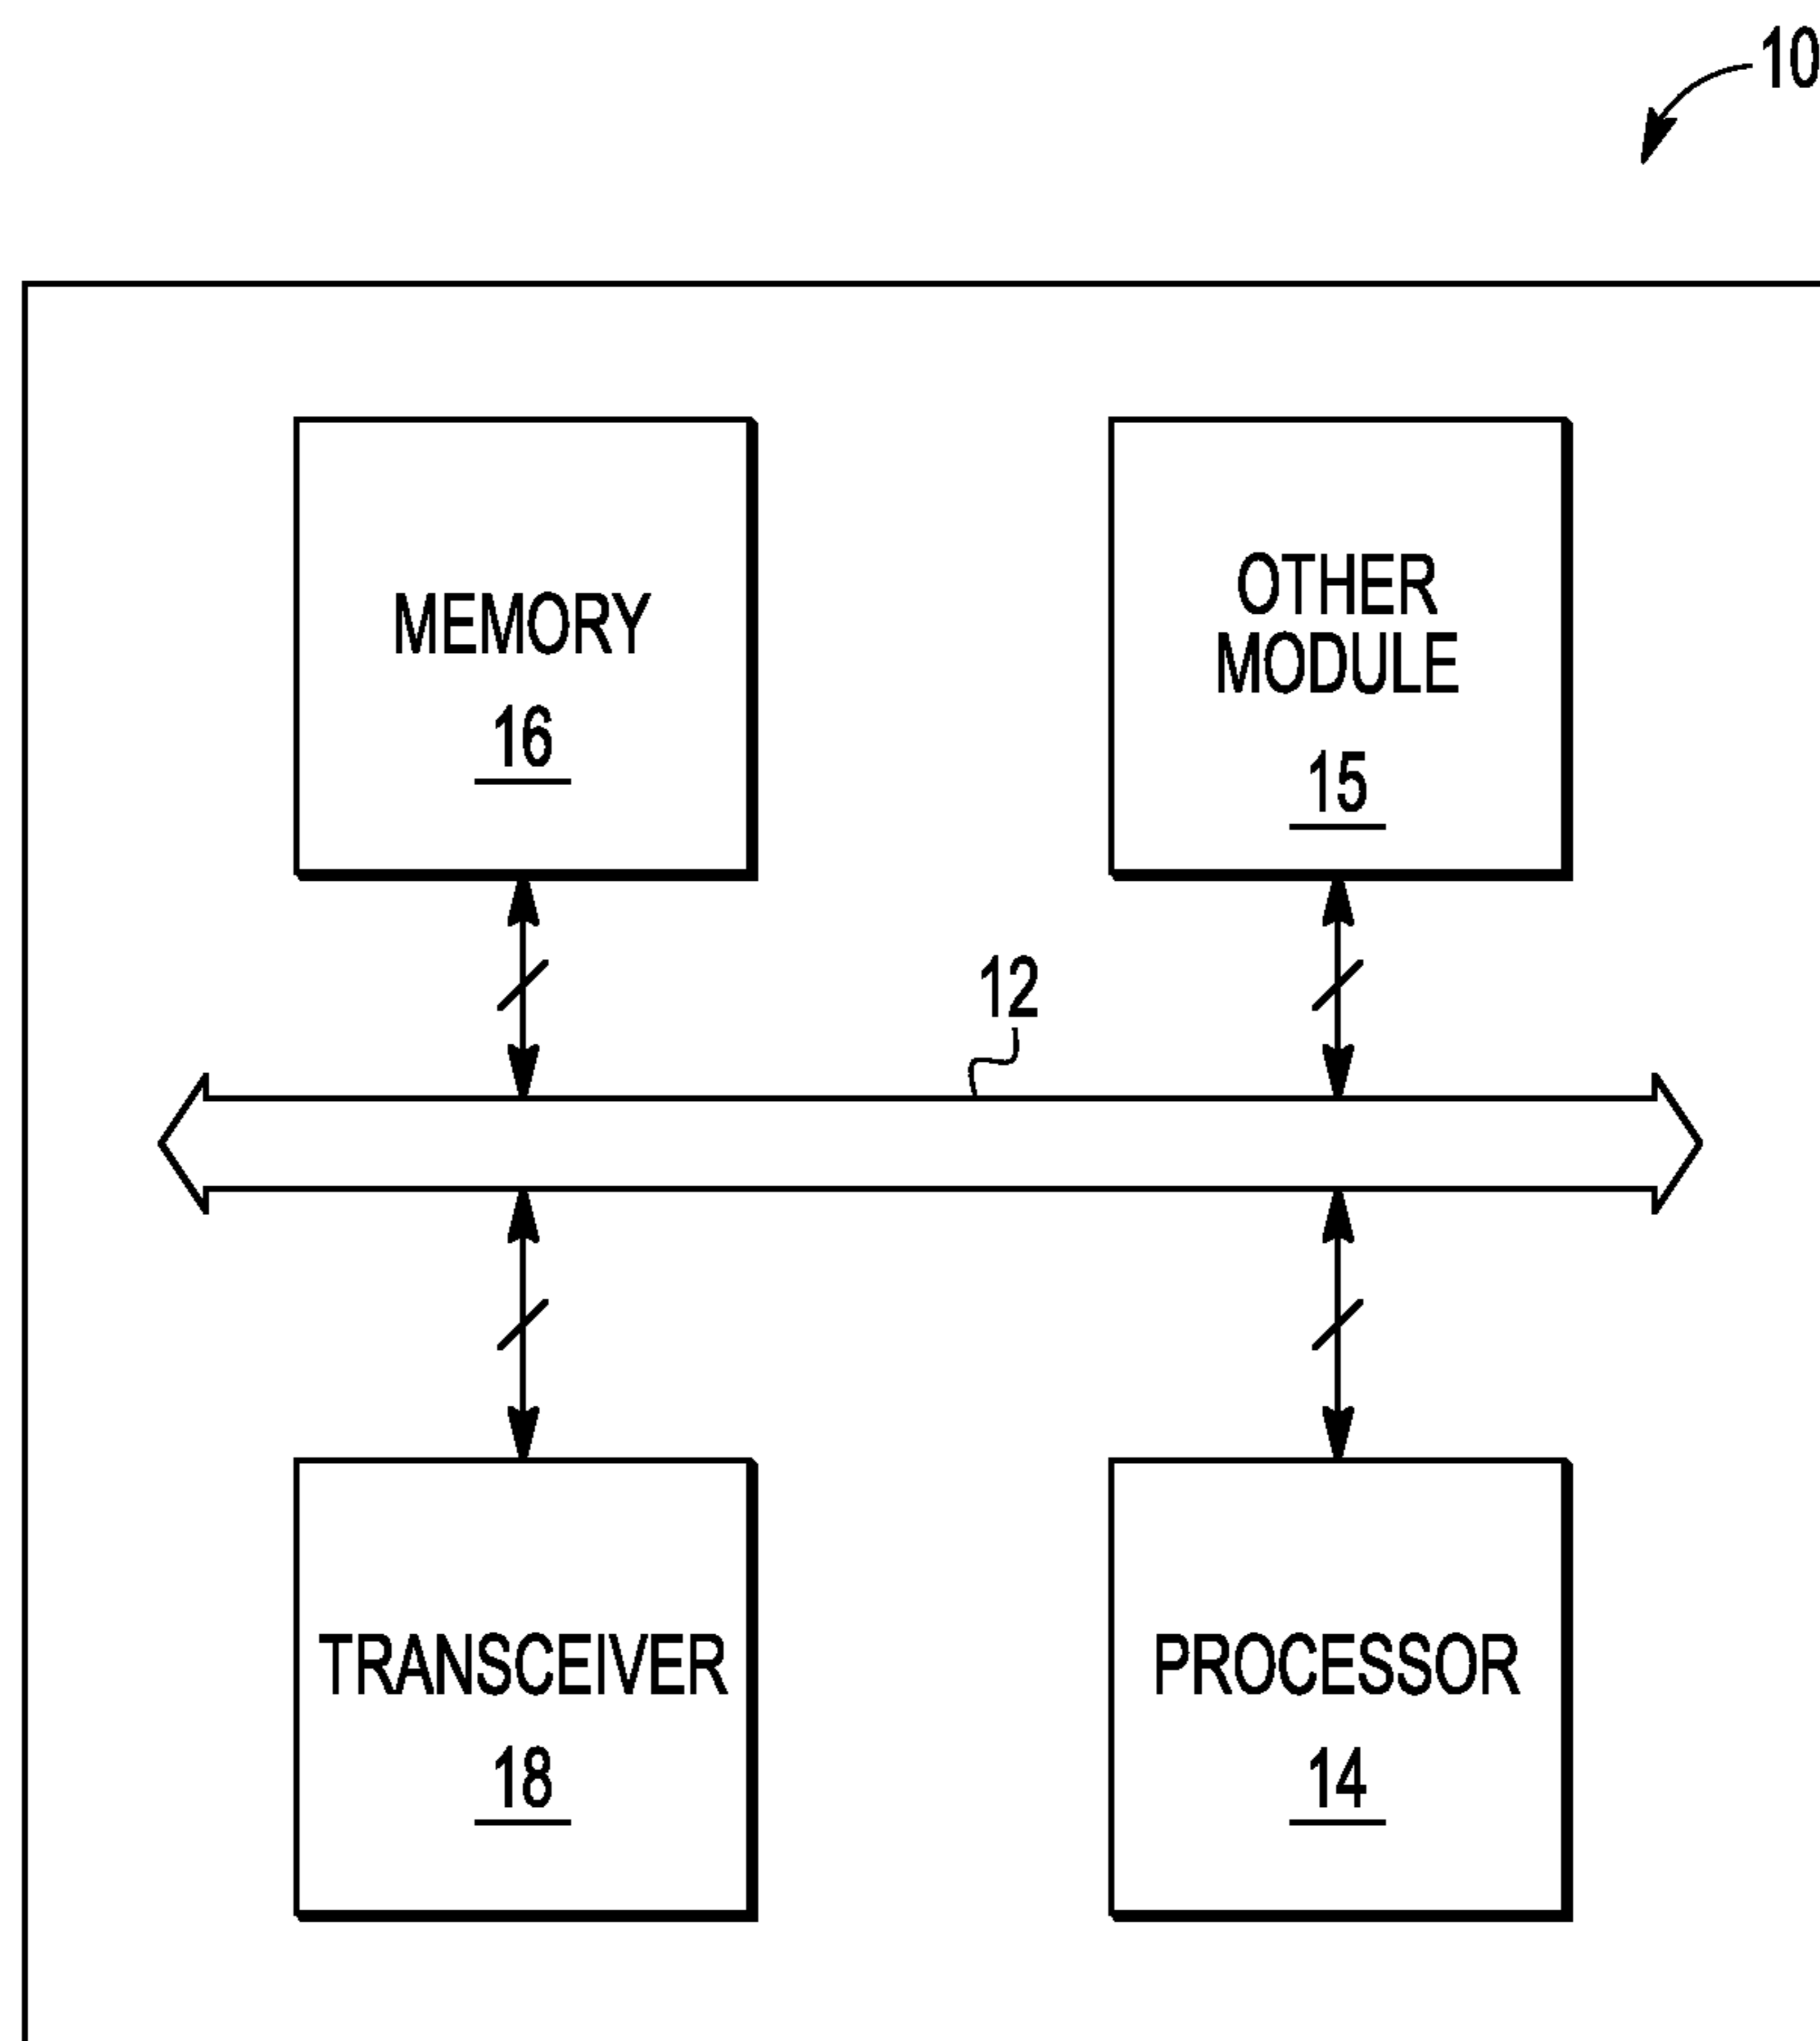 10
MEMORY
16
OTHER
MODULE
15
12
TRANSCEIVER
18
PROCESSOR
14